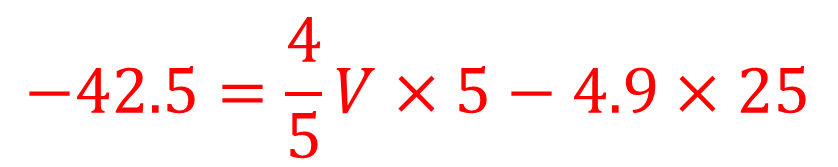 −42.5 = 4/5 V × 5 − 4.9 × 25